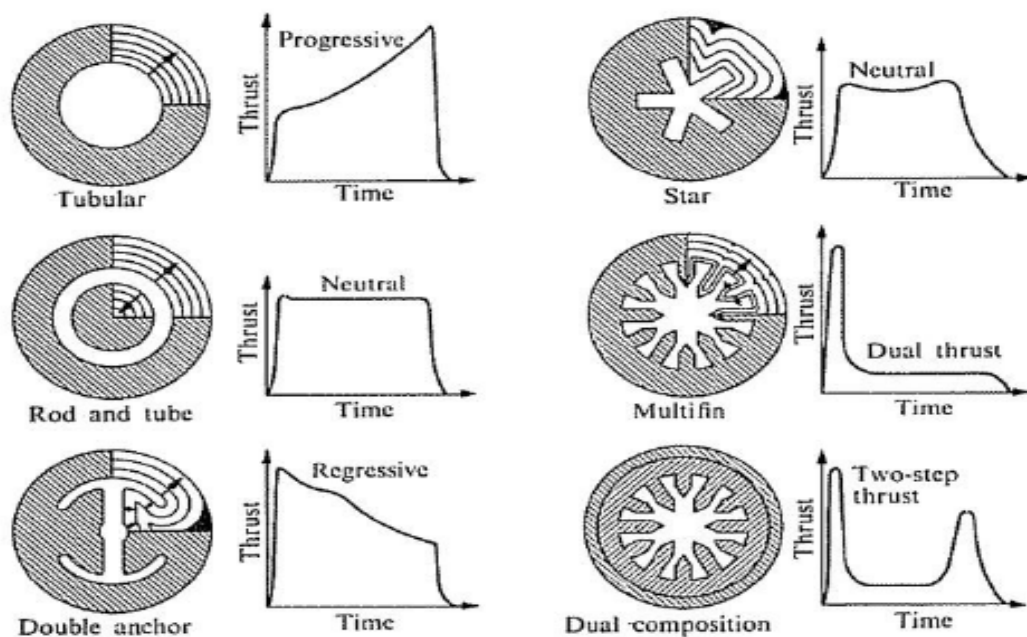 Progressive
Thrust
Time
Tubular
Neutral
Thrust
Time
Star
Neutral
Thrust
Time
Rod and tube
Dual thrust
Thrust
Time
Multifin
Regressive
Thrust
Time
Double anchor
Two-step
thrust
Thrust
Time
Dual composition